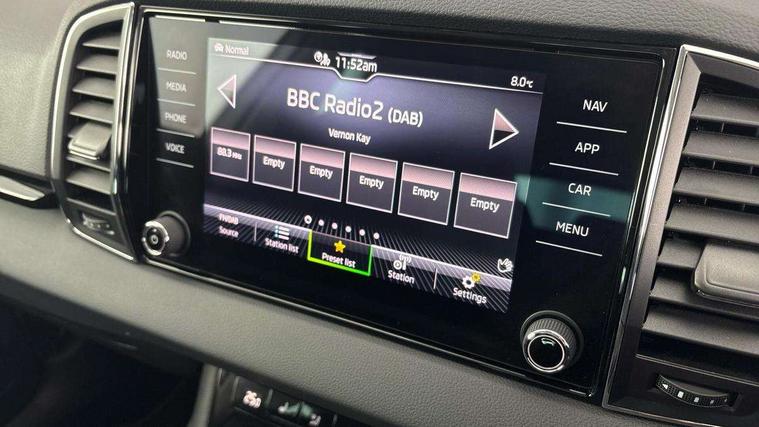 RADIO
MEDIA
PHONE
VOICE
Normal
11:52am
8.0°C
BBC Radio2 (DAB)
Vernon Kay
88.3 MHz
Empty
Empty
Empty
Empty
Empty
FM/DAB
Source
Station list
Preset list
Station
Settings
NAV
APP
CAR
MENU